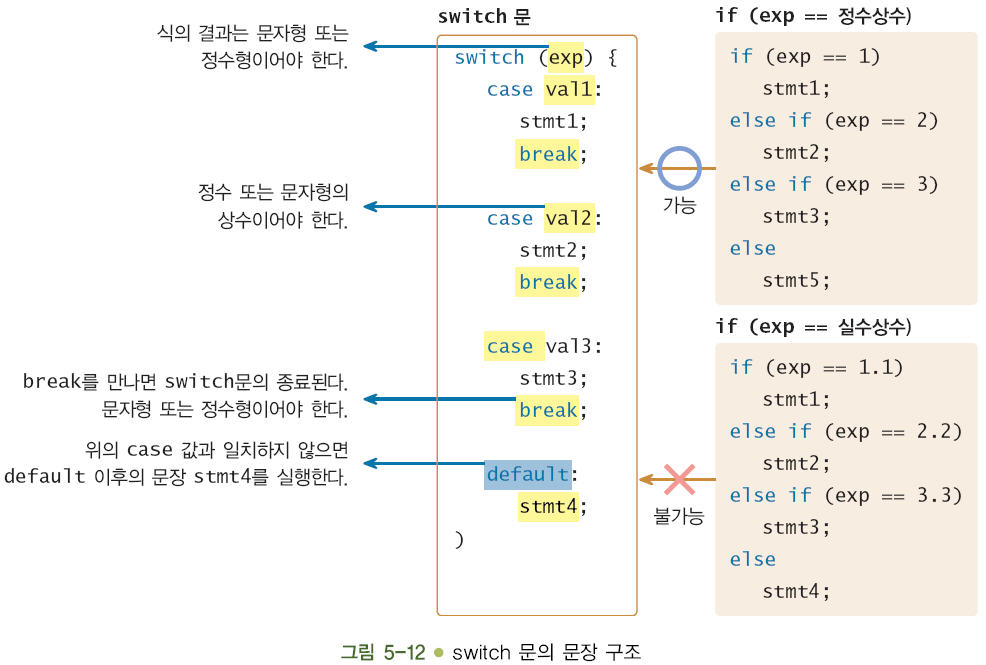 식의 결과는 문자형 또는
정수형이어야 한다.
정수 또는 문자형의
상수이어야 한다.
break를 만나면 switch문의 종료된다.
문자형 또는 정수형이어야 한다.
위의 case 값과 일치하지 않으면
default 이후의 문장 stmt4를 실행한다.
switch 문
switch (exp) {
case val1:
stmt1;
break;
case val2:
stmt2;
break;
case val3:
stmt3;
break;
default:
stmt4;
)
가능
불가능
if (exp == 정수상수)
if (exp == 1)
stmt1;
else if (exp == 2)
stmt2;
else if (exp == 3)
stmt3;
else
stmt5;
if (exp == 실수상수)
if (exp == 1.1)
stmt1;
else if (exp == 2.2)
stmt2;
else if (exp == 3.3)
stmt3;
else
stmt4;
그림 5-12 ● switch 문의 문장 구조